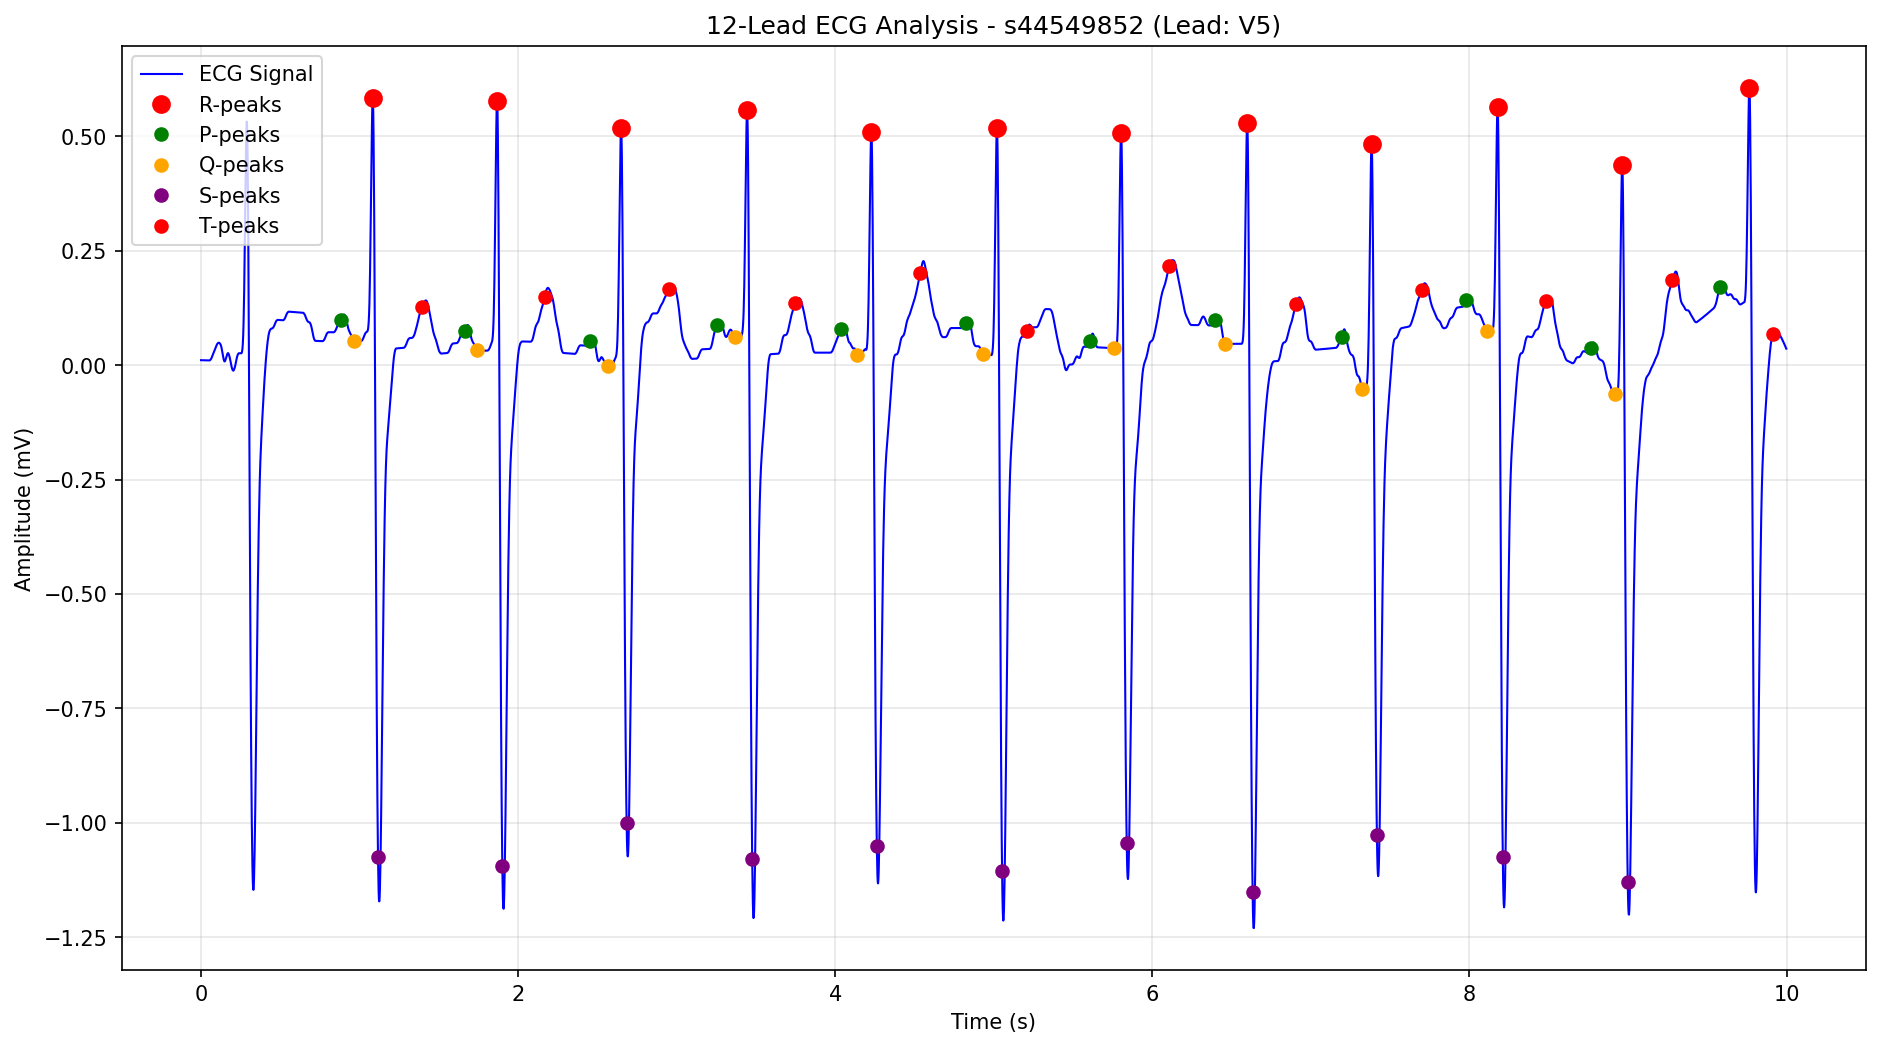 12-Lead ECG Analysis - s44549852 (Lead: V5)
ECG Signal
R-peaks
P-peaks
Q-peaks
S-peaks
T-peaks
Amplitude (mV)
0.50
0.25
0.00
−0.25
−0.50
−0.75
−1.00
−1.25
0 2 4 6 8 10
Time (s)